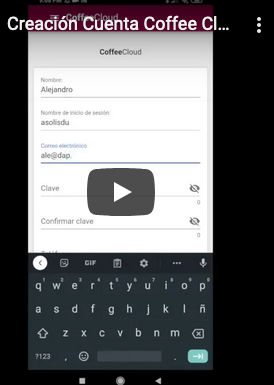 Creación Cuenta Coffee Cl...
CoffeeCloud
CoffeeCloud
Nombre:
Alejandro
Nombre de inicio de sesión:
asolisdu
Correo electrónico
ale@dap.
Clave
0
Confirmar clave
0
GIF
q w e r t y u i o p
a s d f g h j k l ñ
z x c v b n m
?123 , .